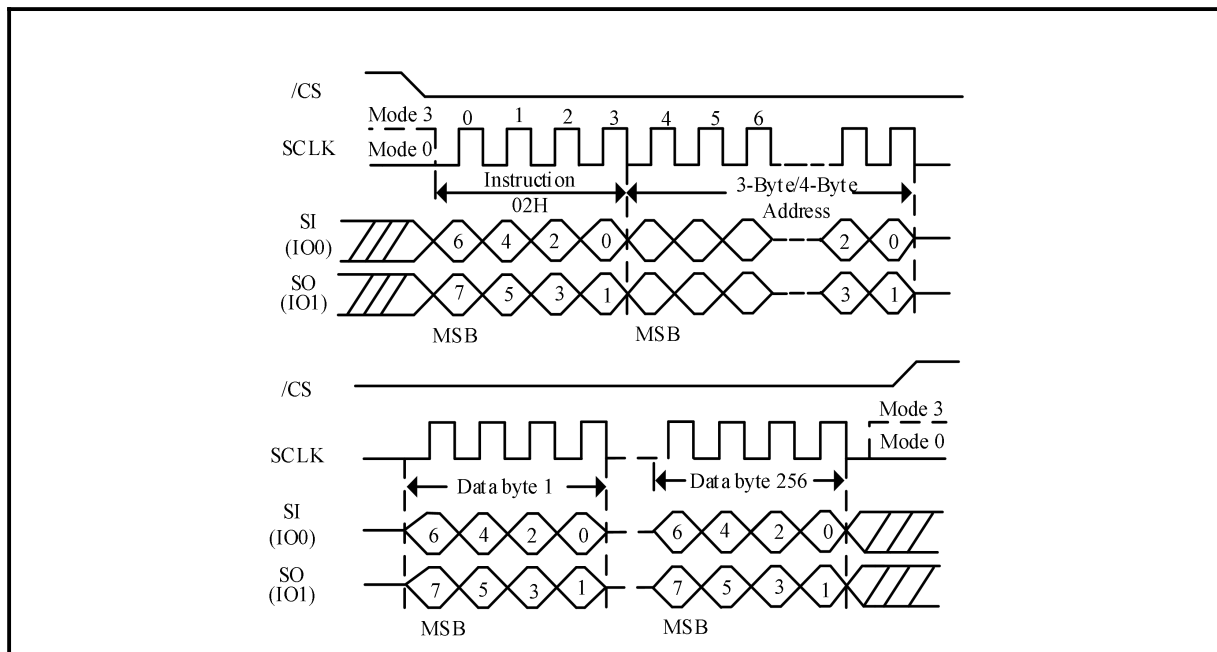 /CS
Mode 3
0 1 2 3 4 5 6
SCLK
Mode 0
Instruction
02H
3-Byte/4-Byte
Address
SI
(IO0)
6 4 2 0 2 0
SO
(IO1)
7 5 3 1 3 1
MSB MSB
/CS
Mode 3
SCLK
Mode 0
Data byte 1 Data byte 256
SI
(IO0)
6 4 2 0 6 4 2 0
SO
(IO1)
7 5 3 1 7 5 3 1
MSB MSB